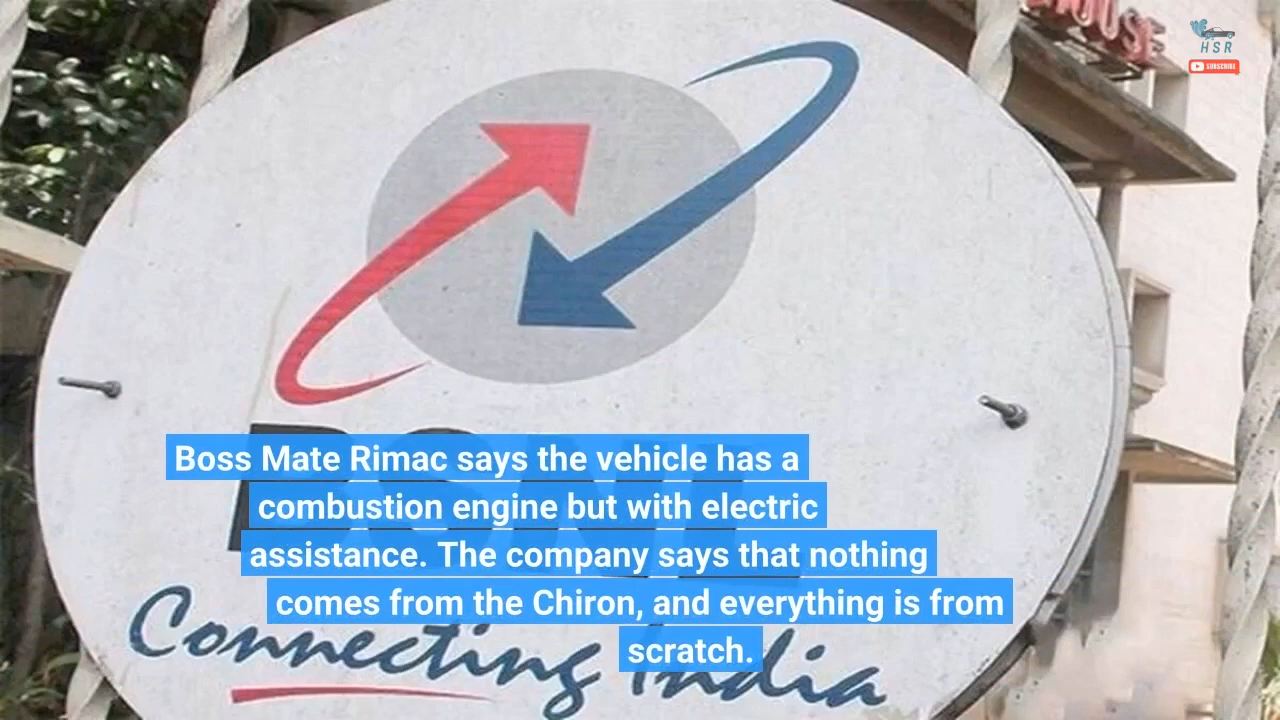 HSR
SUBSCRIBE
Boss Mate Rimac says the vehicle has a
combustion engine but with electric
assistance. The company says that nothing
comes from the Chiron, and everything is from
scratch.
BSNL
Connecting India